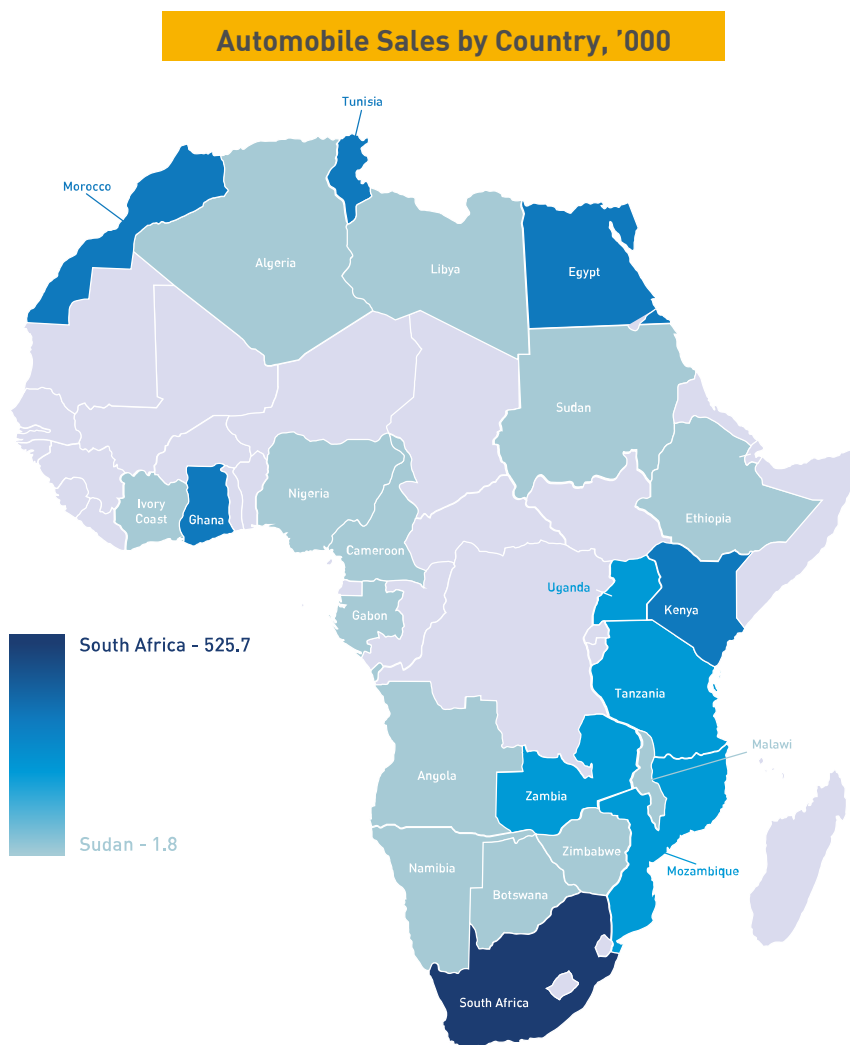 Automobile Sales by Country, ’000
Tunisia
Morocco
Algeria
Libya
Egypt
Sudan
Ivory
Coast
Ghana
Nigeria
Ethiopia
Cameroon
Uganda
Kenya
Gabon
South Africa - 525.7
Tanzania
Malawi
Angola
Zambia
Sudan - 1.8
Zimbabwe
Namibia
Mozambique
Botswana
South Africa